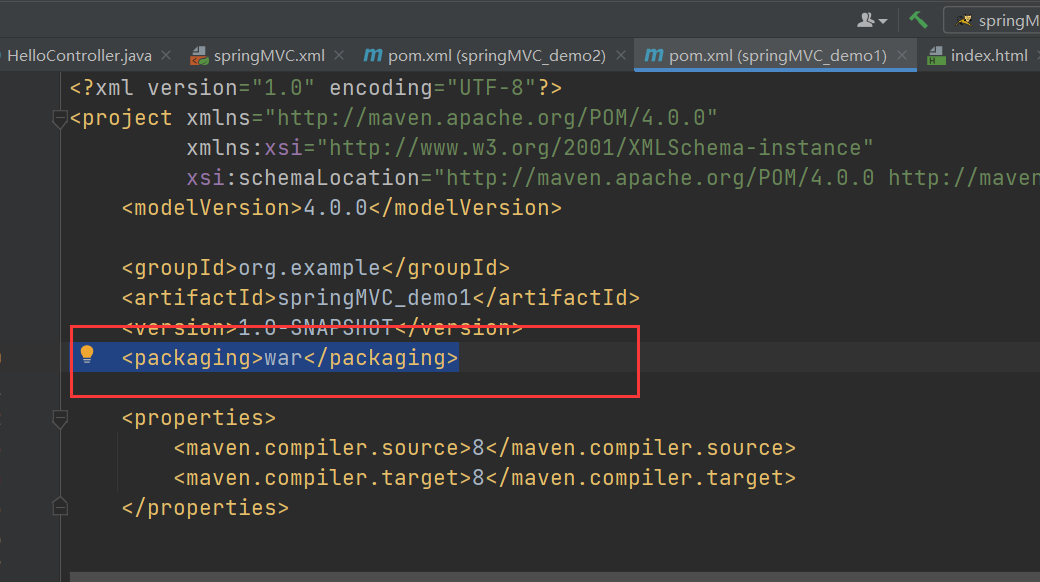 springM
HelloController.java
springMVC.xml
pom.xml (springMVC_demo2)
pom.xml (springMVC_demo1)
index.html
<?xml version="1.0" encoding="UTF-8"?>
<project xmlns="http://maven.apache.org/POM/4.0.0"
xmlns:xsi="http://www.w3.org/2001/XMLSchema-instance"
xsi:schemaLocation="http://maven.apache.org/POM/4.0.0 http://maven
<modelVersion>4.0.0</modelVersion>
<groupId>org.example</groupId>
<artifactId>springMVC_demo1</artifactId>
<version>1.0-SNAPSHOT</version>
<packaging>war</packaging>
<properties>
<maven.compiler.source>8</maven.compiler.source>
<maven.compiler.target>8</maven.compiler.target>
</properties>